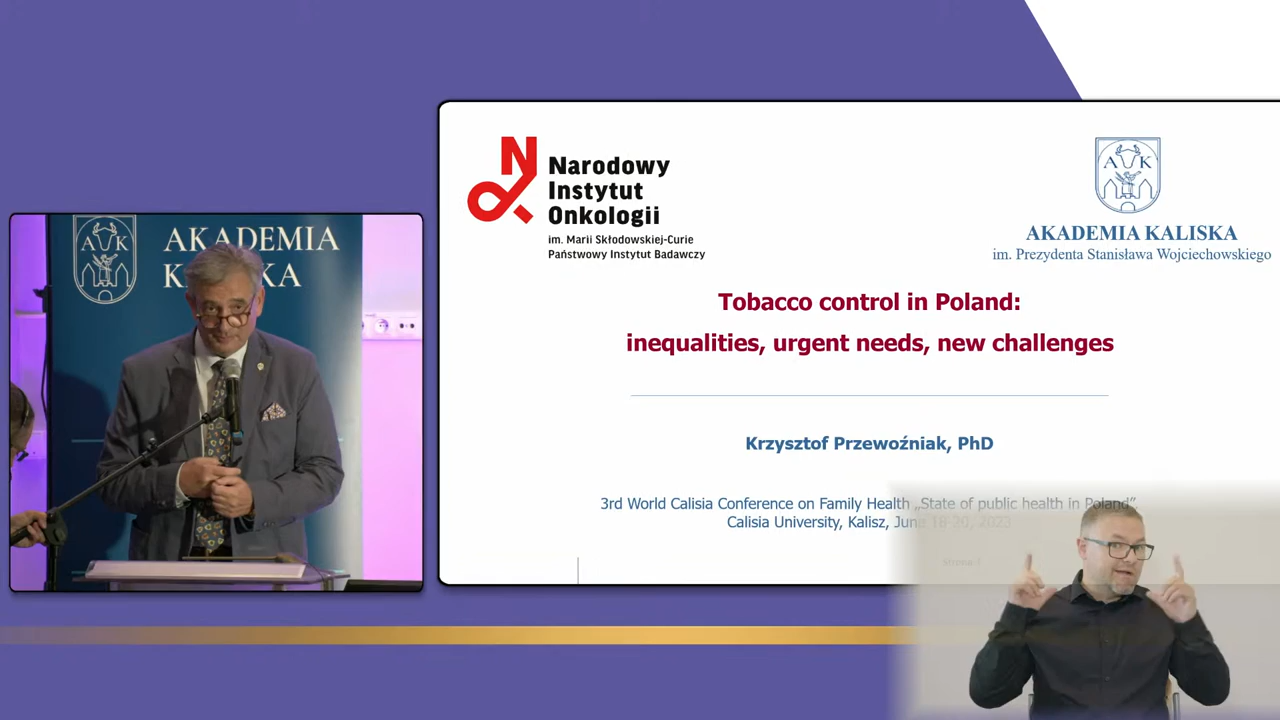 AKADEMIA
KALISKA
A K
Narodowy
Instytut
Onkologii
im. Marii Skłodowskiej-Curie
Państwowy Instytut Badawczy
A K
AKADEMIA KALISKA
im. Prezydenta Stanisława Wojciechowskiego
Tobacco control in Poland:
inequalities, urgent needs, new challenges
Krzysztof Przewoźniak, PhD
3rd World Calisia Conference on Family Health „State of public health in Poland”.
Calisia University, Kalisz, June 18-20, 2023
Strona 1